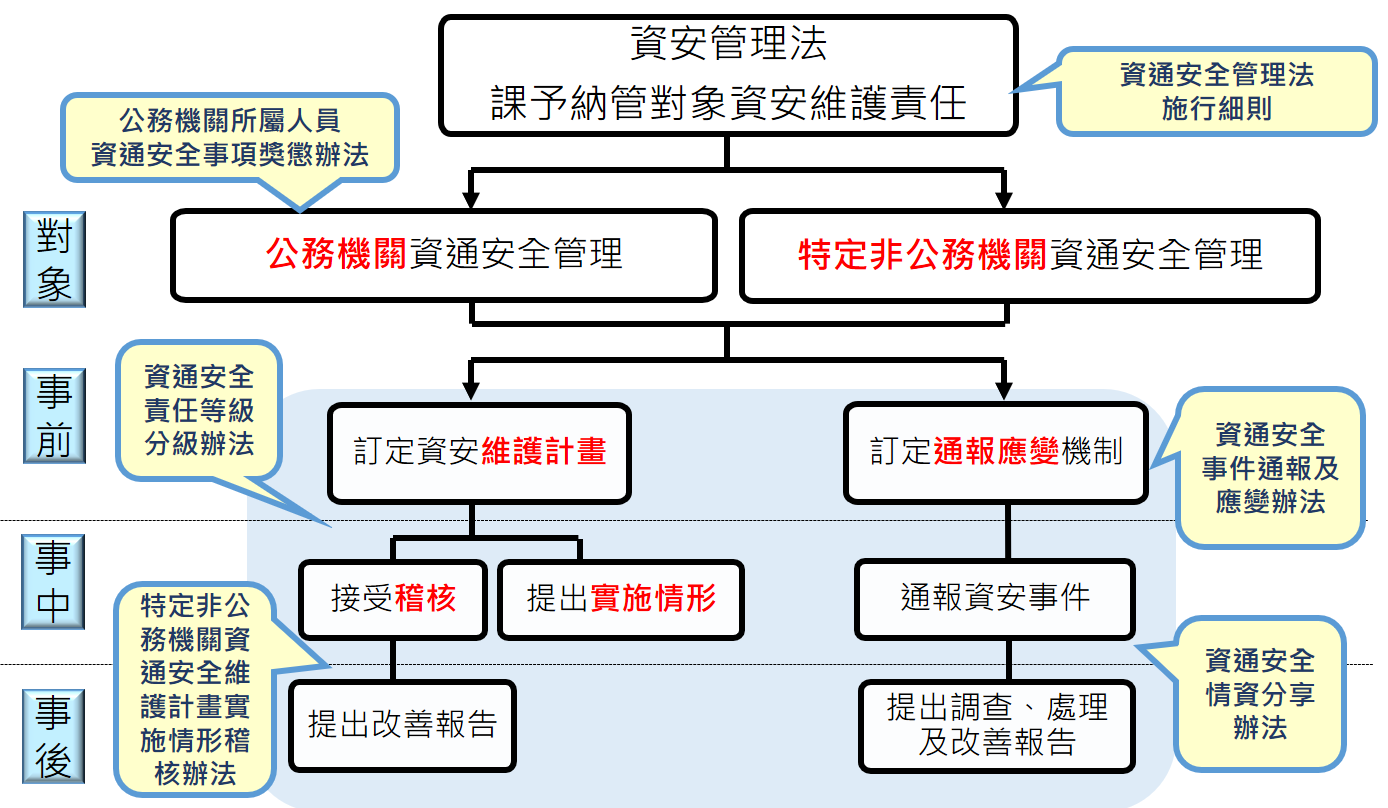 資安管理法
課予納管對象資安維護責任
資通安全管理法
施行細則
公務機關所屬人員
資通安全事項獎懲辦法
對
象
公務機關資通安全管理
特定非公務機關資通安全管理
事
前
資通安全
責任等級
分級辦法
訂定資安維護計畫
訂定通報應變機制
資通安全
事件通報及
應變辦法
事
中
接受稽核
提出實施情形
通報資安事件
特定非公
務機關資
通安全維
護計畫實
施情形稽
核辦法
資通安全
情資分享
辦法
事
後
提出改善報告
提出調查、處理
及改善報告